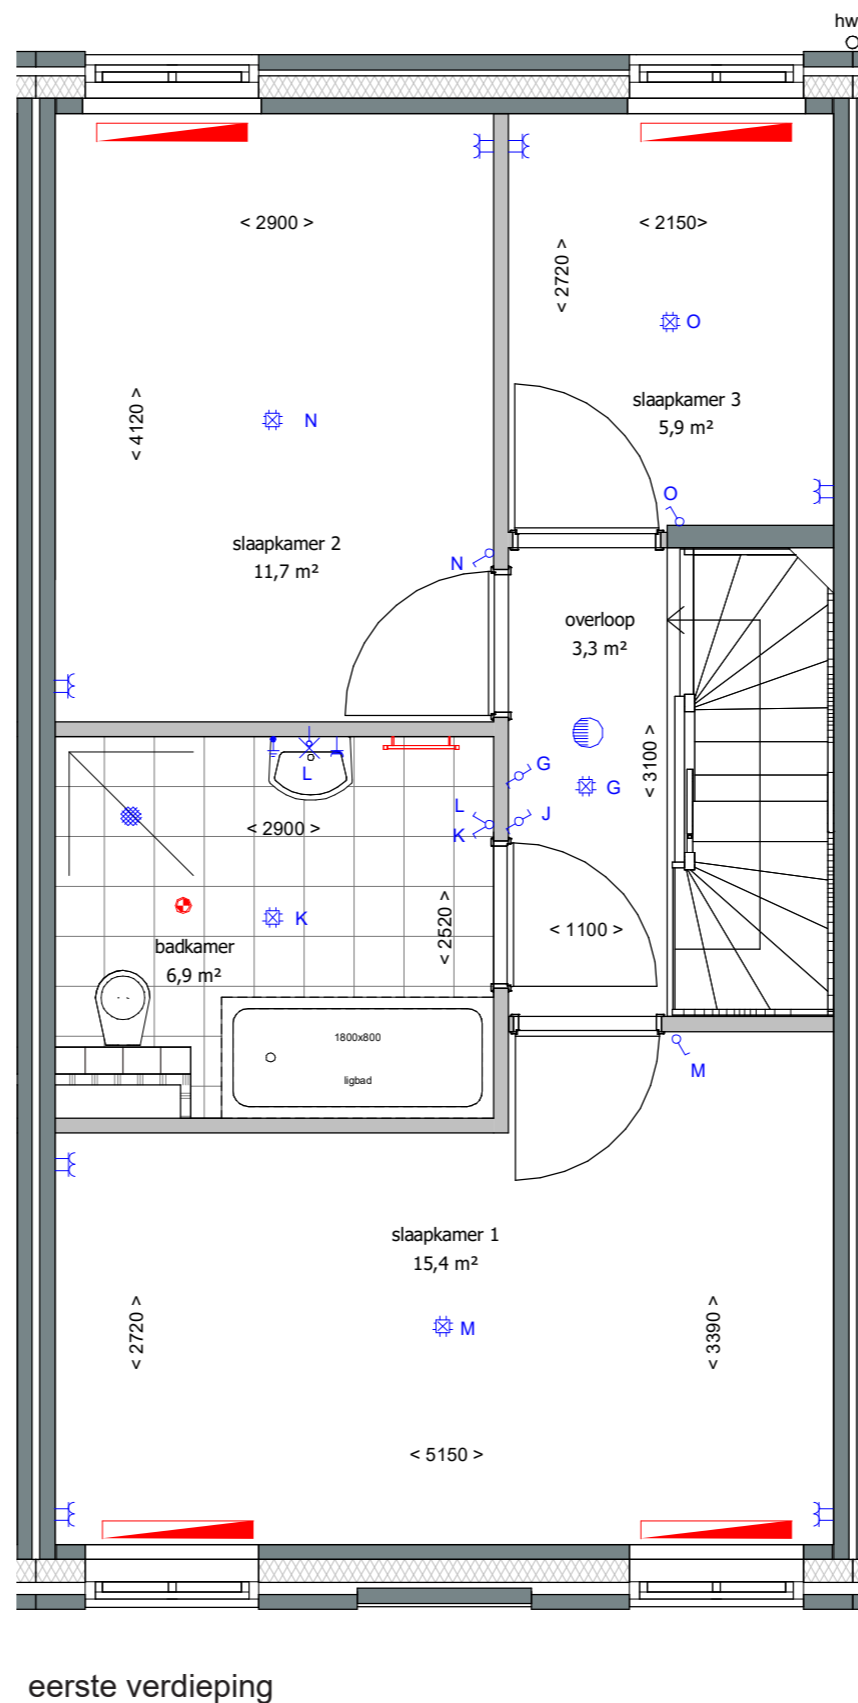 hw
< 2900 >
< 2150>
< 2720 >
O
< 4120 >
N
slaapkamer 3
5,9 m²
O
slaapkamer 2
11,7 m²
N
overloop
3,3 m²
L
G
< 3100 >
G
L
J
K
< 2900 >
K
< 2520 >
badkamer
6,9 m²
< 1100 >
1800x800
ligbad
M
slaapkamer 1
15,4 m²
M
< 2720 >
< 3390 >
< 5150 >
eerste verdieping